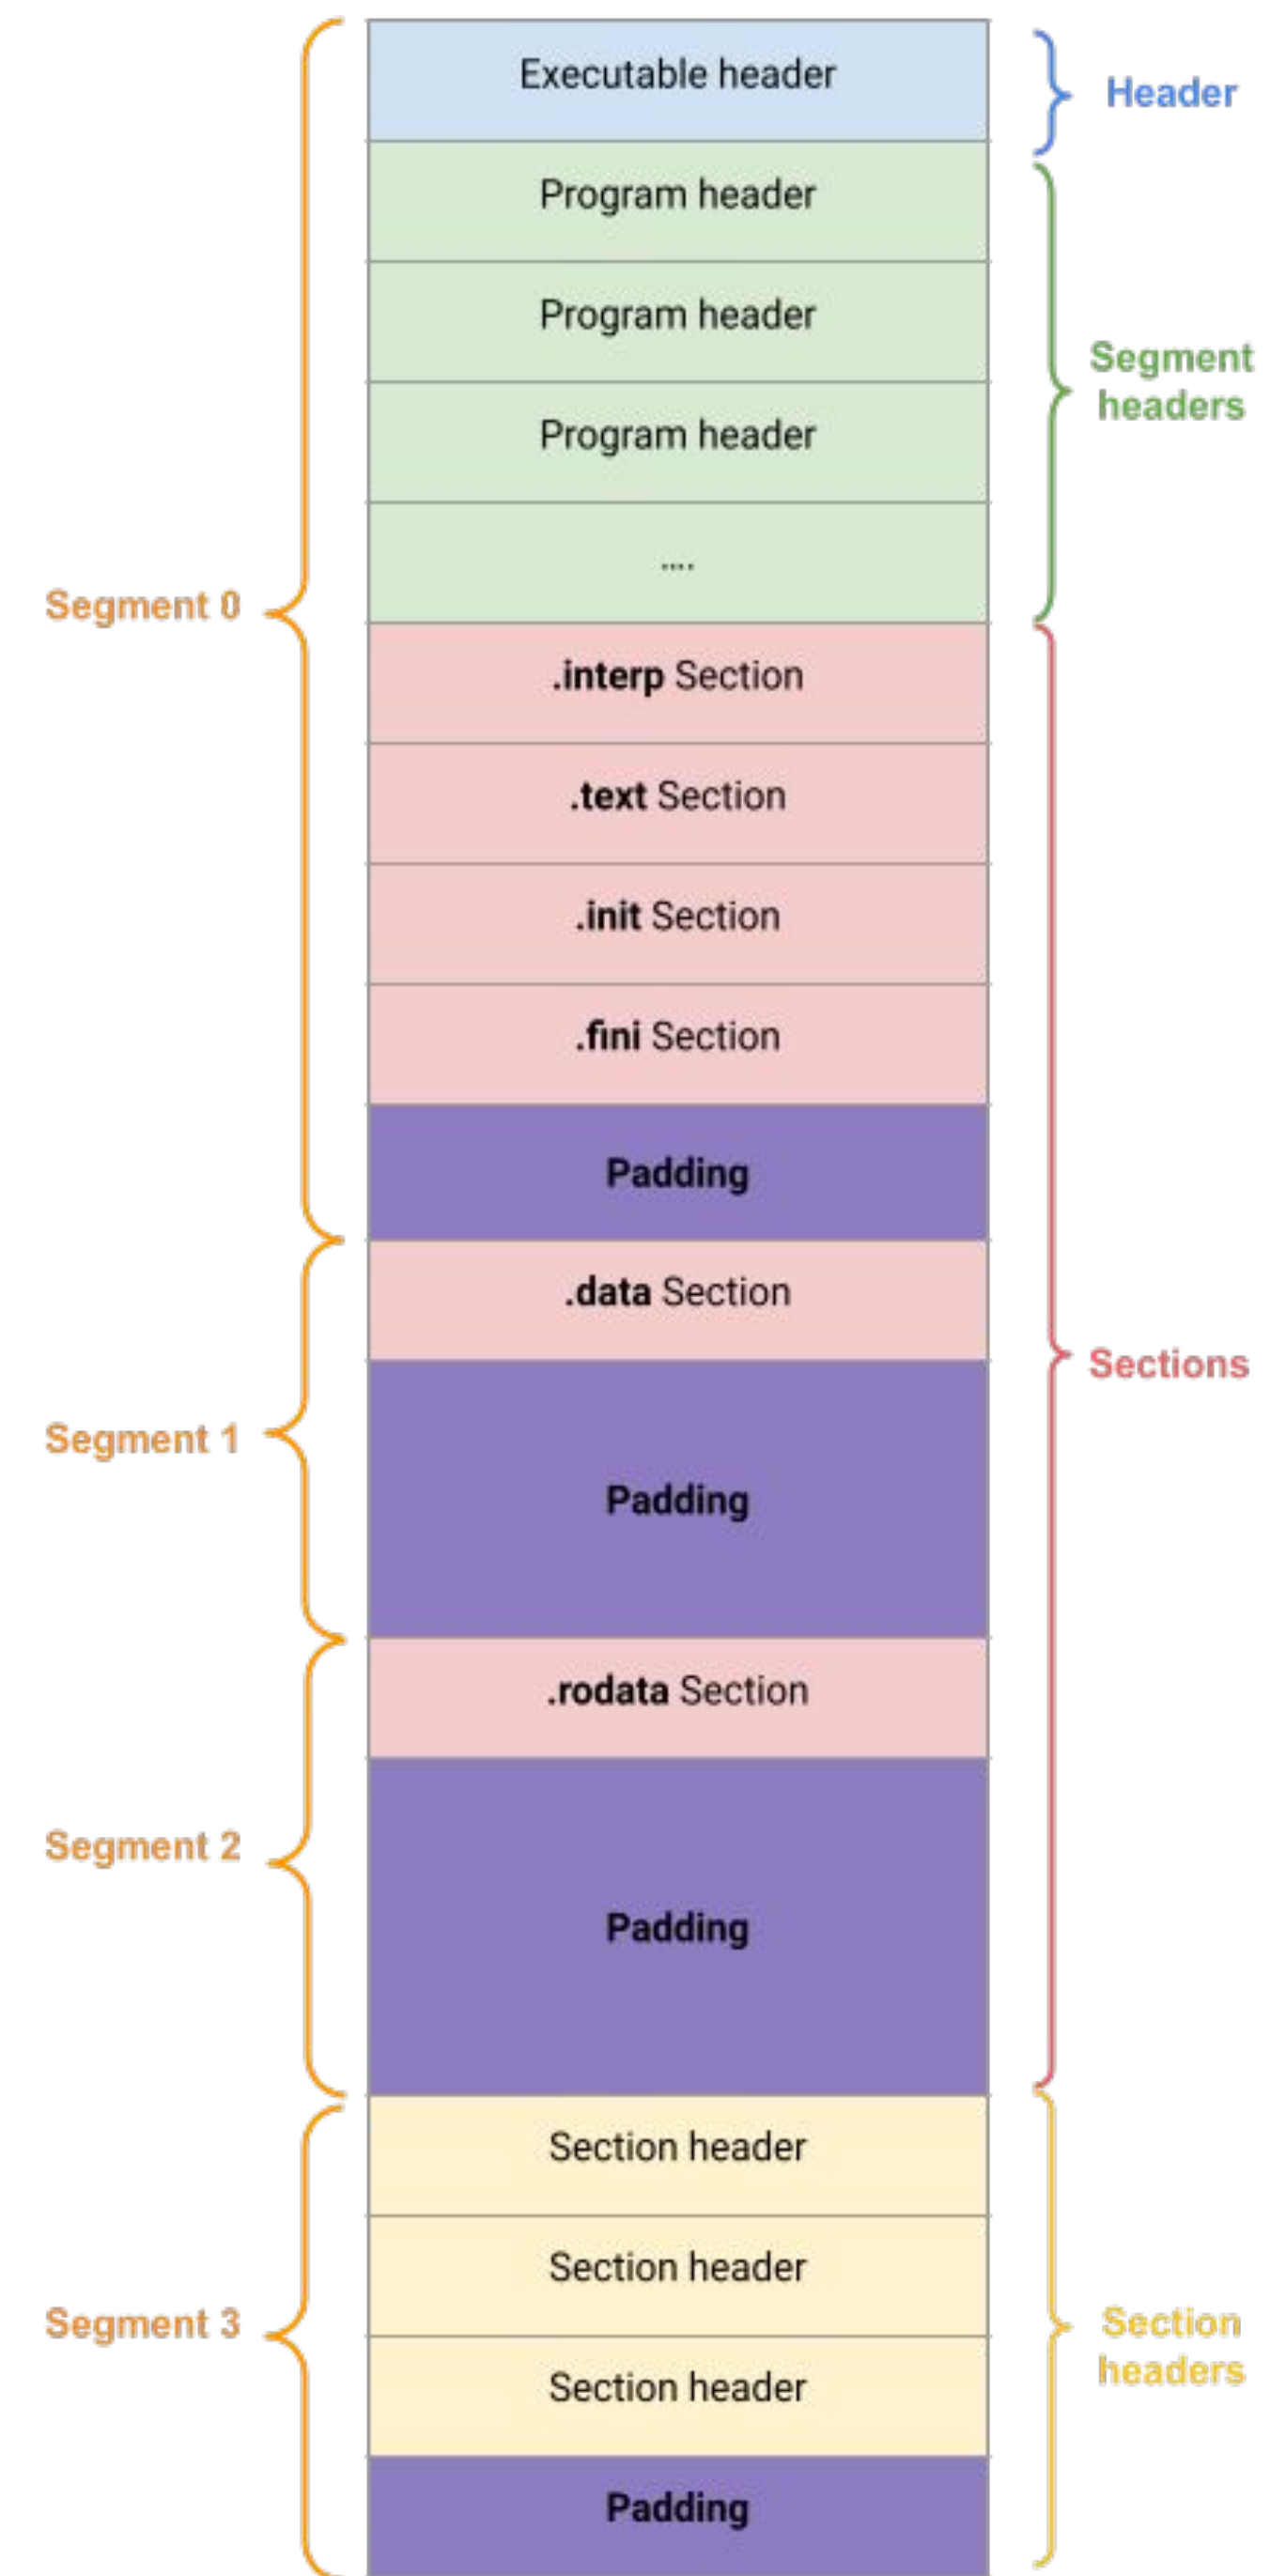 Executable header
Header
Program header
Program header
Segment
headers
Program header
....
Segment 0
.interp Section
.text Section
.init Section
.fini Section
Padding
.data Section
Sections
Segment 1
Padding
.rodata Section
Segment 2
Padding
Section header
Section header
Segment 3
Section
headers
Section header
Padding